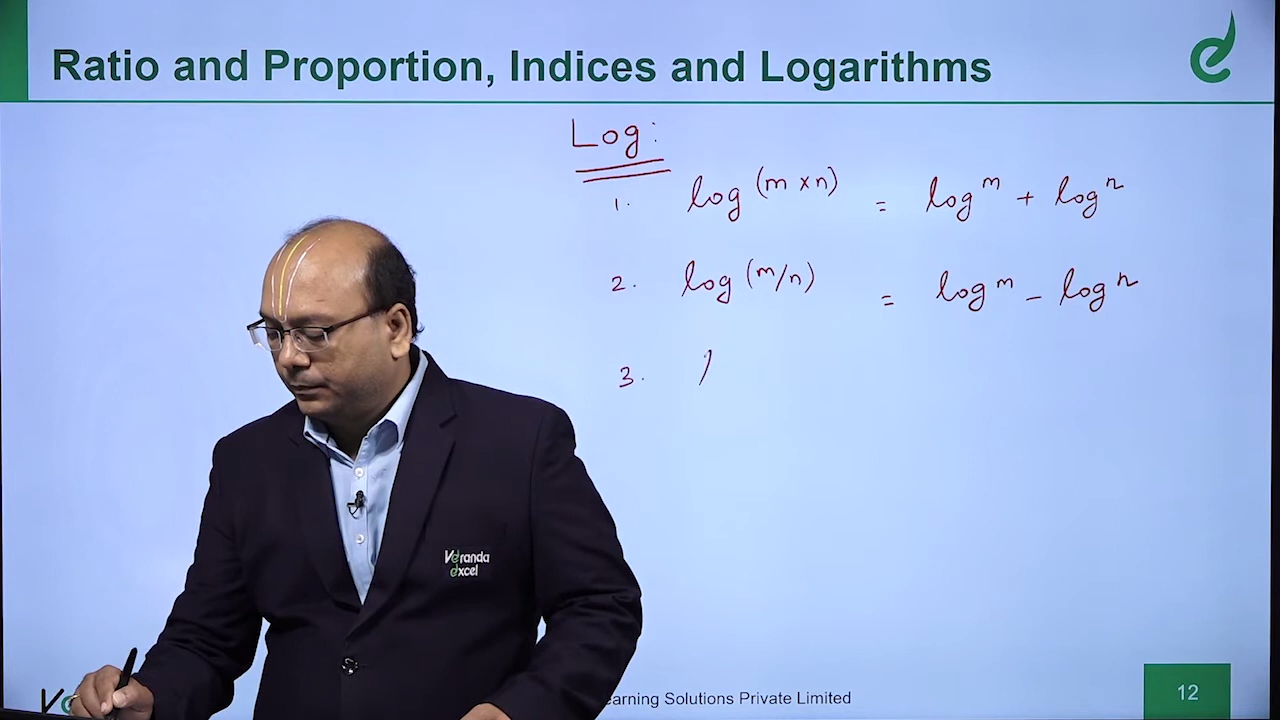 Ratio and Proportion, Indices and Logarithms
Log:
1. log (m × n) = log m + log n
2. log (m/n) = log m - log n
3.
Veranda
excel
Learning Solutions Private Limited
12